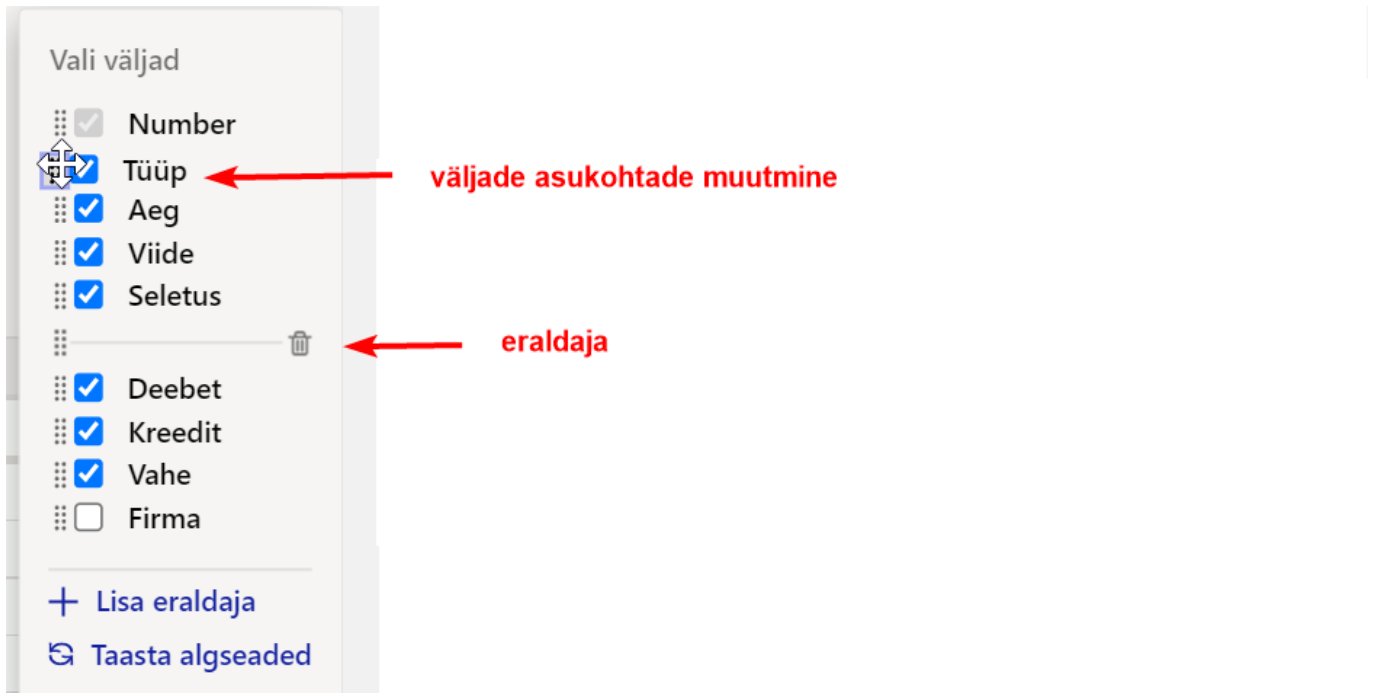 Vali väljad
Number
Tüüp
väljade asukohtade muutmine
Aeg
Viide
Seletus
eraldaja
Deebet
Kreedit
Vahe
Firma
Lisa eraldaja
Taasta algseaded